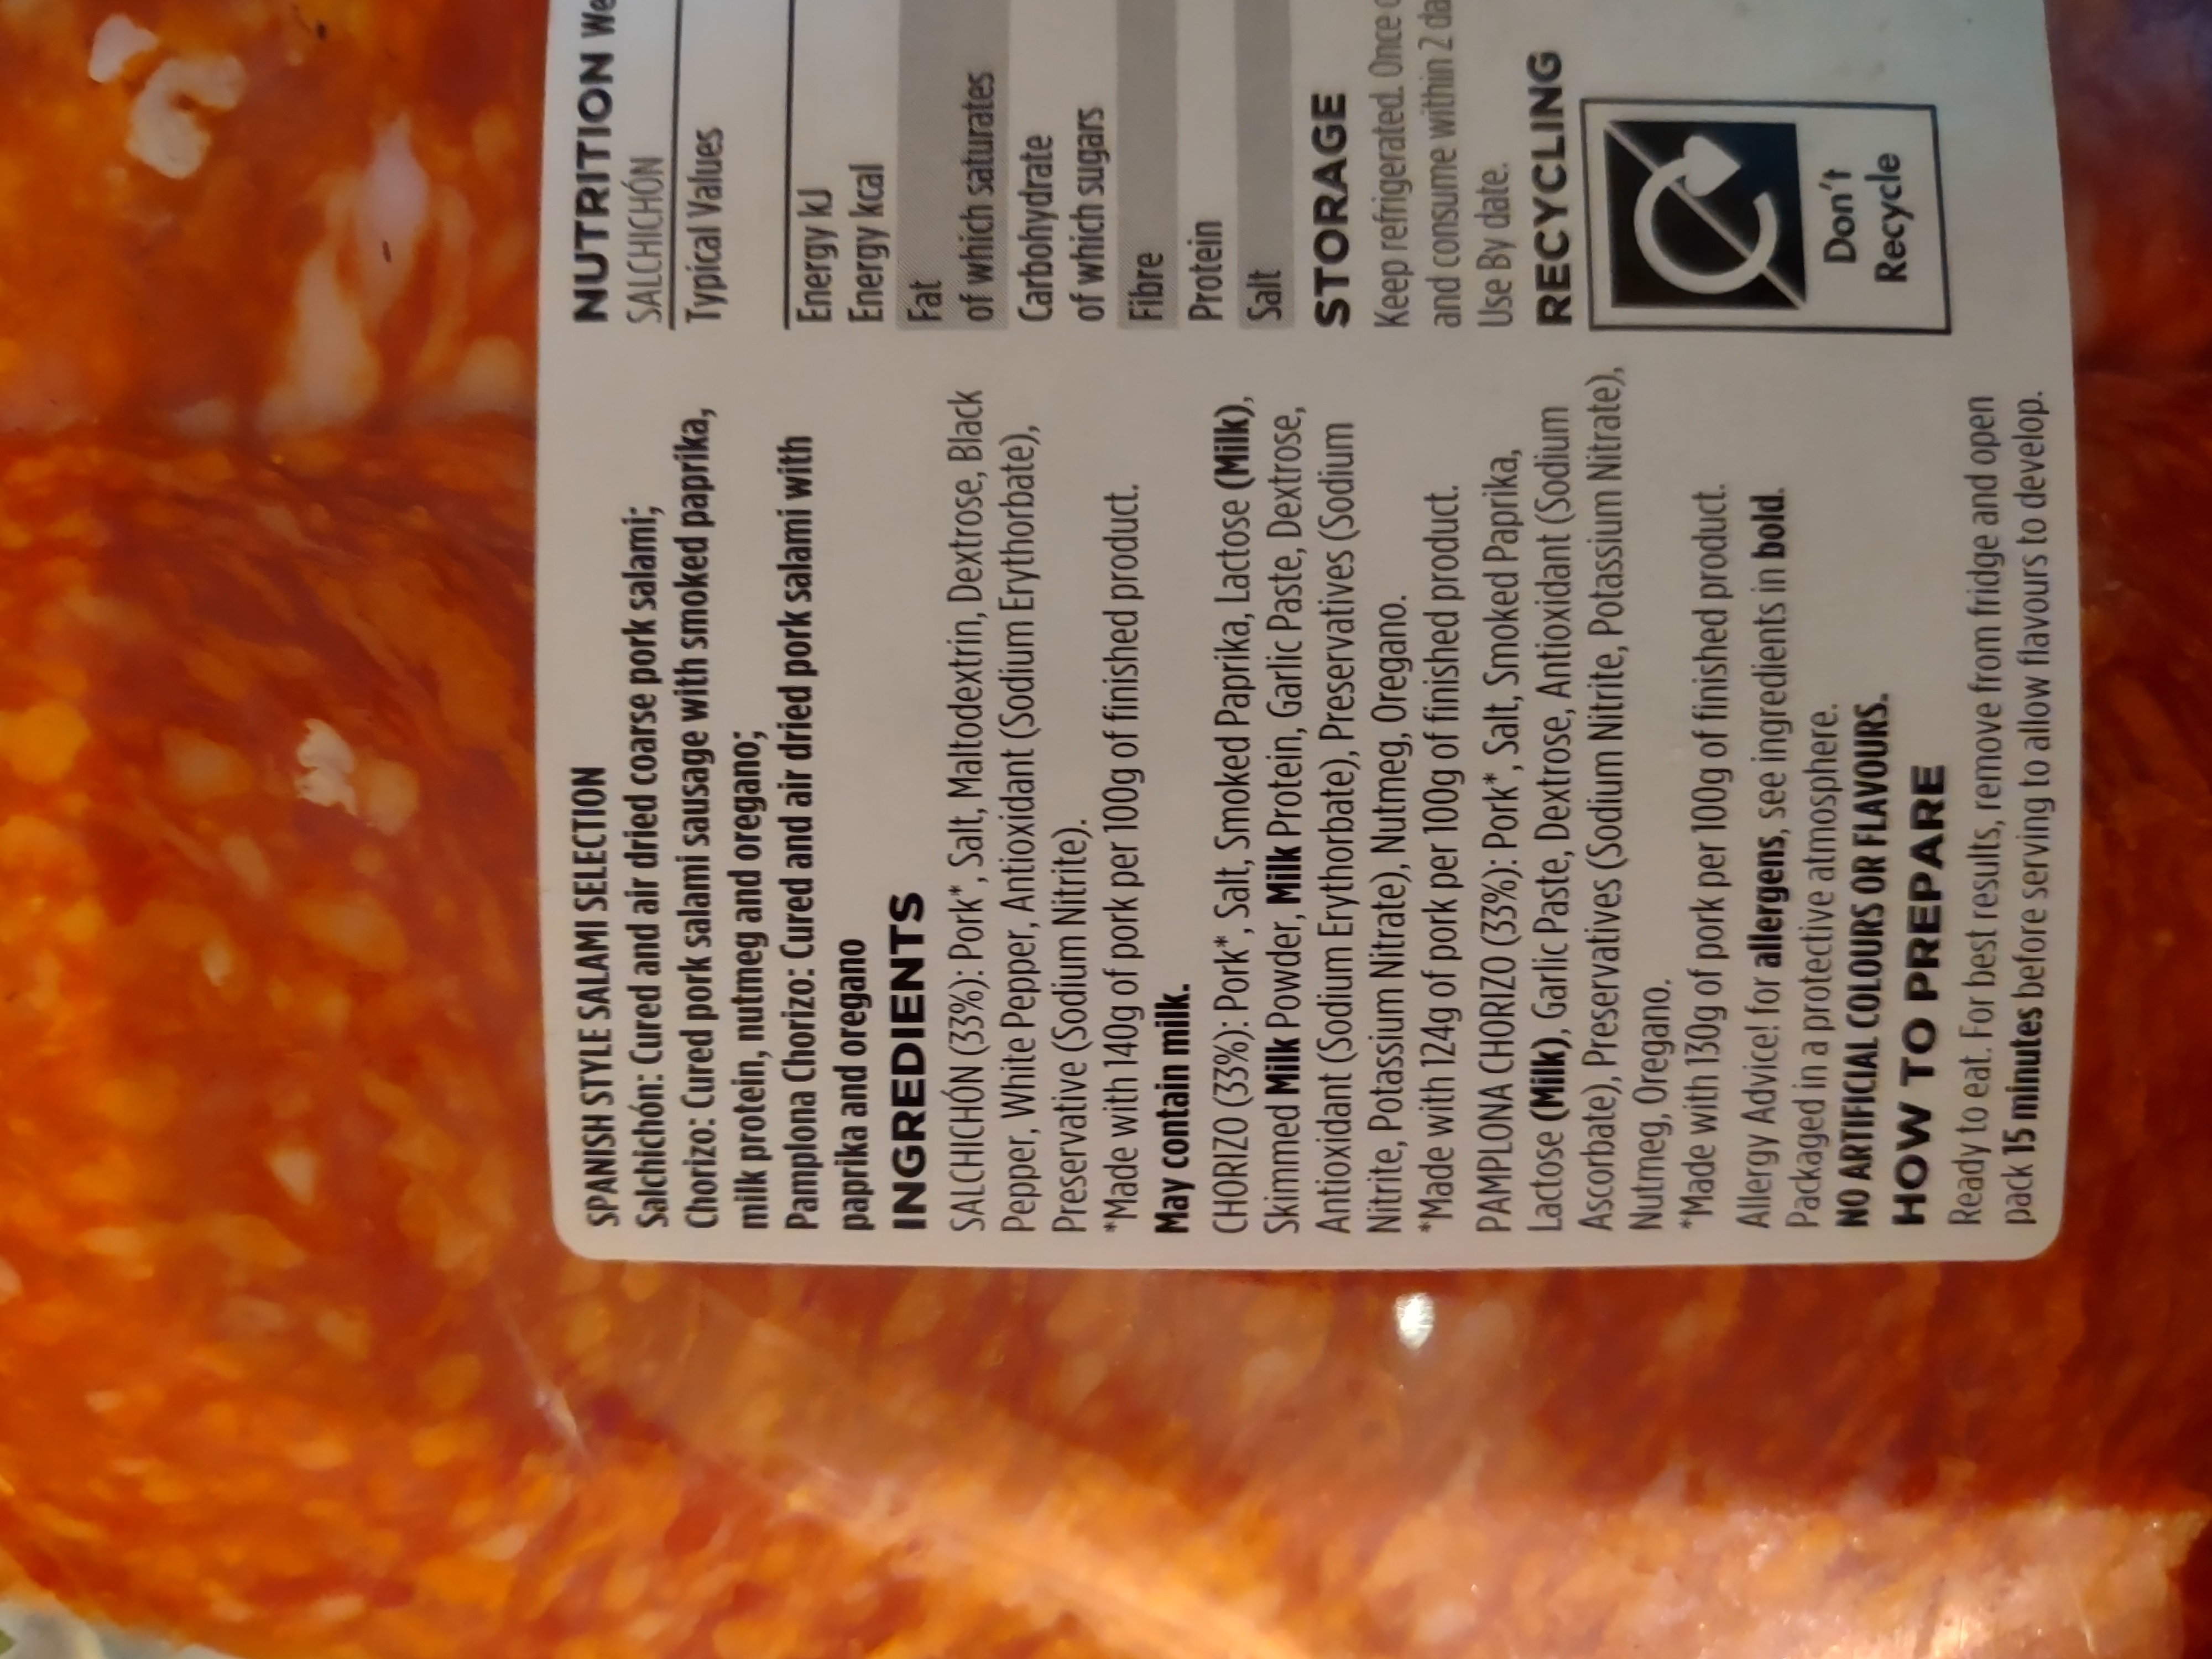 SPANISH STYLE SALAMI SELECTION
Salchichón: Cured and air dried coarse pork salami;
Chorizo: Cured pork salami sausage with smoked paprika,
milk protein, nutmeg and oregano;
Pamplona Chorizo: Cured and air dried pork salami with
paprika and oregano
INGREDIENTS
SALCHICHÓN (33%): Pork*, Salt, Maltodextrin, Dextrose, Black
Pepper, White Pepper, Antioxidant (Sodium Erythorbate),
Preservative (Sodium Nitrite).
*Made with 140g of pork per 100g of finished product.
May contain milk.
CHORIZO (33%): Pork*, Salt, Smoked Paprika, Lactose (Milk),
Skimmed Milk Powder, Milk Protein, Garlic Paste, Dextrose,
Antioxidant (Sodium Erythorbate), Preservatives (Sodium
Nitrite, Potassium Nitrate), Nutmeg, Oregano.
*Made with 124g of pork per 100g of finished product.
PAMPLONA CHORIZO (33%): Pork*, Salt, Smoked Paprika,
Lactose (Milk), Garlic Paste, Dextrose, Antioxidant (Sodium
Ascorbate), Preservatives (Sodium Nitrite, Potassium Nitrate),
Nutmeg, Oregano.
*Made with 130g of pork per 100g of finished product.
Allergy Advice! for allergens, see ingredients in bold.
Packaged in a protective atmosphere.
NO ARTIFICIAL COLOURS OR FLAVOURS.
HOW TO PREPARE
Ready to eat. For best results, remove from fridge and open
pack 15 minutes before serving to allow flavours to develop.
NUTRITION
SALCHICHÓN
Typical Values
Energy kJ
Energy kcal
Fat
of which saturates
Carbohydrate
of which sugars
Fibre
Protein
Salt
STORAGE
Keep refrigerated. Once
and consume within 2
Use By date.
RECYCLING
Don't
Recycle